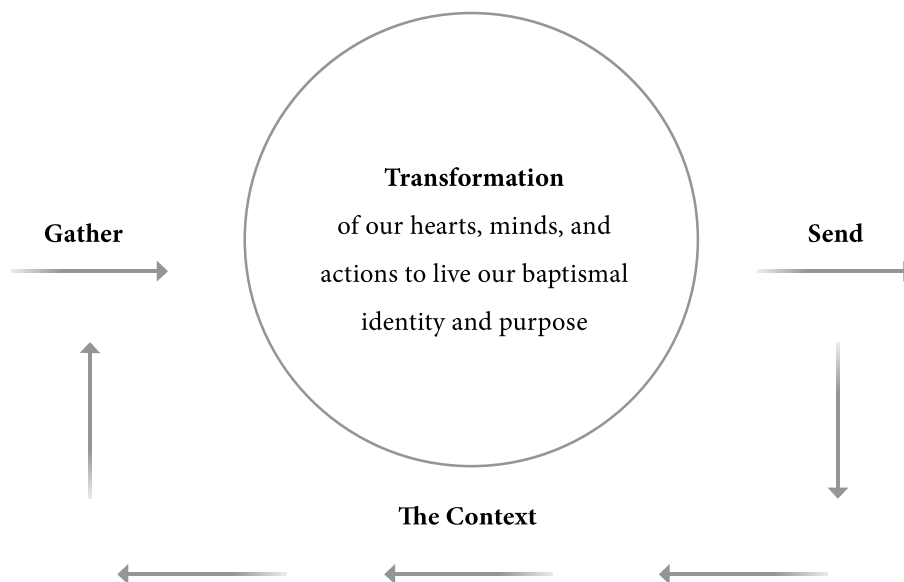 Transformation
of our hearts, minds, and
actions to live our baptismal
identity and purpose
Gather
Send
The Context